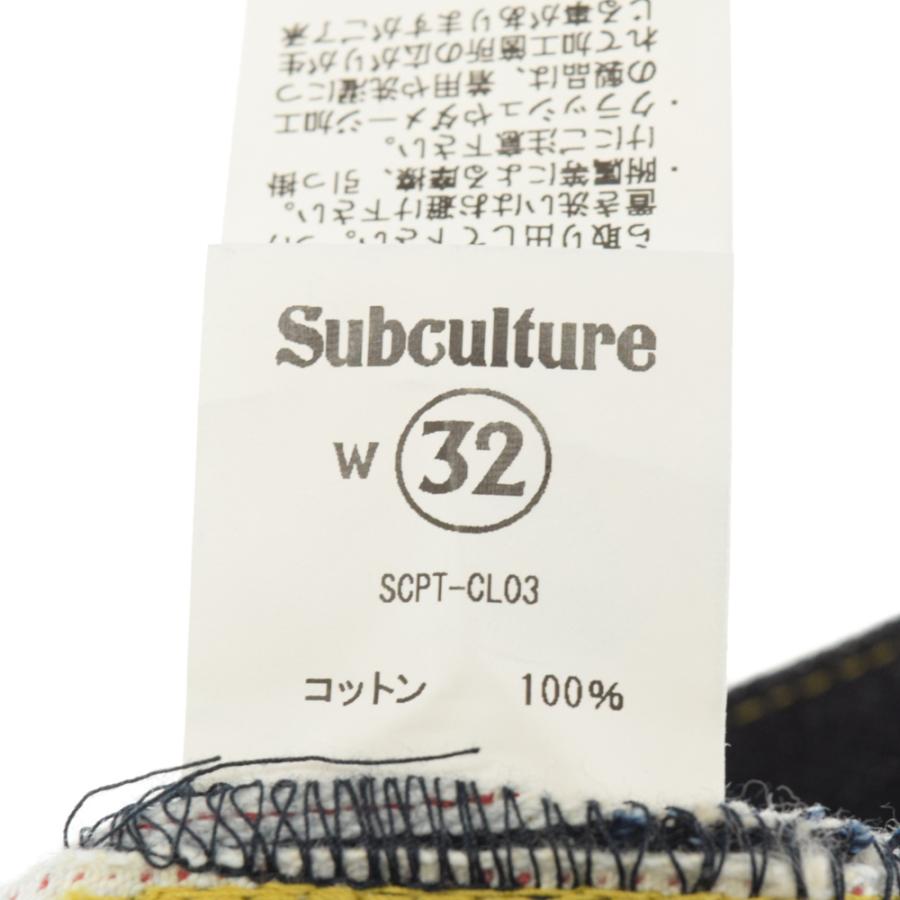 ら取り出して下さい。つけ
置き洗いはお避け下さい。
・附属等による摩擦、引っ掛
けにご注意下さい。
・クラッシュやダメージ加工
の製品は、着用や洗濯につ
れて加工箇所の広がりが生
じる事がありますがご了承
Subculture
W 32
SCPT-CL03
コットン 100%